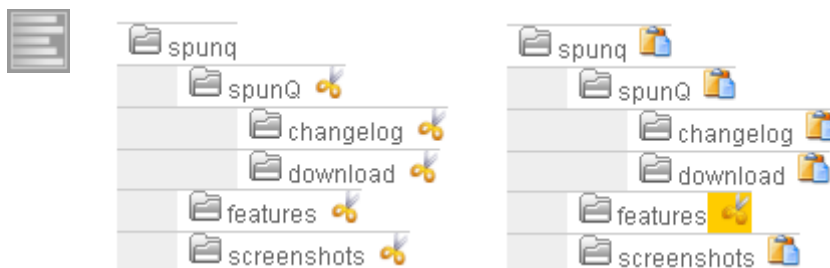 spunq
spunQ
changelog
download
features
screenshots
spunq
spunQ
changelog
download
features
screenshots